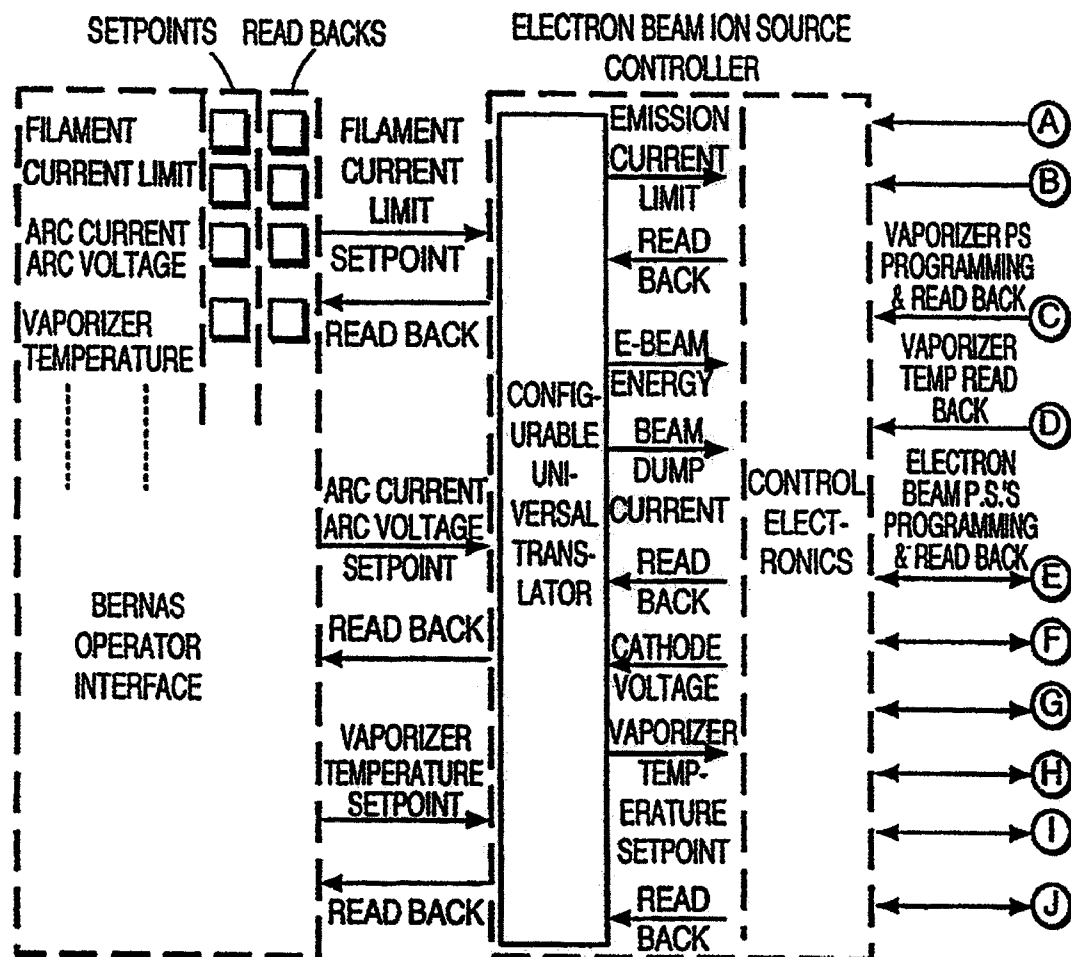 SETPOINTS READ BACKS
ELECTRON BEAM ION SOURCE
CONTROLLER
FILAMENT
CURRENT LIMIT
ARC CURRENT
ARC VOLTAGE
VAPORIZER
TEMPERATURE
BERNAS
OPERATOR
INTERFACE
FILAMENT
CURRENT
LIMIT
SETPOINT
READ BACK
ARC CURRENT
ARC VOLTAGE
SETPOINT
READ BACK
VAPORIZER
TEMPERATURE
SETPOINT
READ BACK
CONFIG-
URABLE
UNI-
VERSAL
TRANS-
LATOR
EMISSION
CURRENT
LIMIT
READ
BACK
E-BEAM
ENERGY
BEAM
DUMP
CURRENT
READ
BACK
CATHODE
VOLTAGE
VAPORIZER
TEMP-
ERATURE
SETPOINT
READ
BACK
CONTROL
ELECT-
RONICS
A
B
VAPORIZER PS
PROGRAMMING
& READ BACK
C
VAPORIZER
TEMP READ
BACK
D
ELECTRON
BEAM P.S.'S
PROGRAMMING
& READ BACK
E
F
G
H
I
J